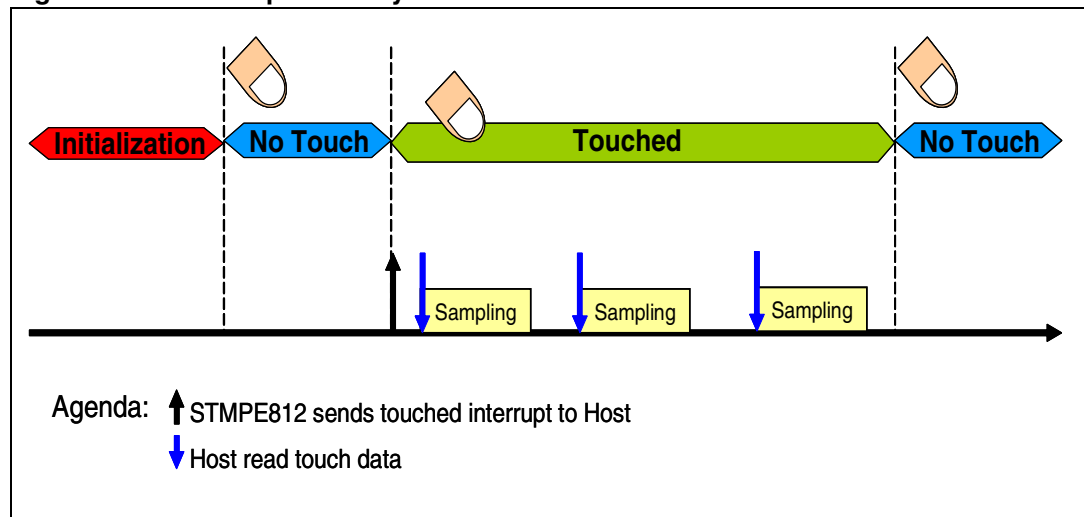 Initialization No Touch Touched No Touch
Sampling Sampling Sampling
Agenda: STMPE812 sends touched interrupt to Host
Host read touch data